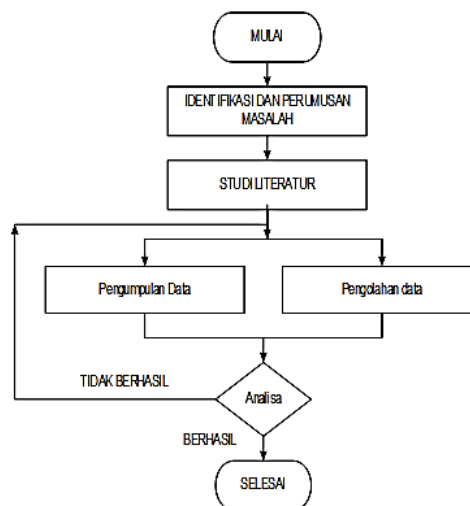 MULAI
IDENTIFIKASI DAN PERUMUSAN
MASALAH
STUDI LITERATUR
Pengumpulan Data
Pengolahan data
TIDAK BERHASIL
Analisa
BERHASIL
SELESAI